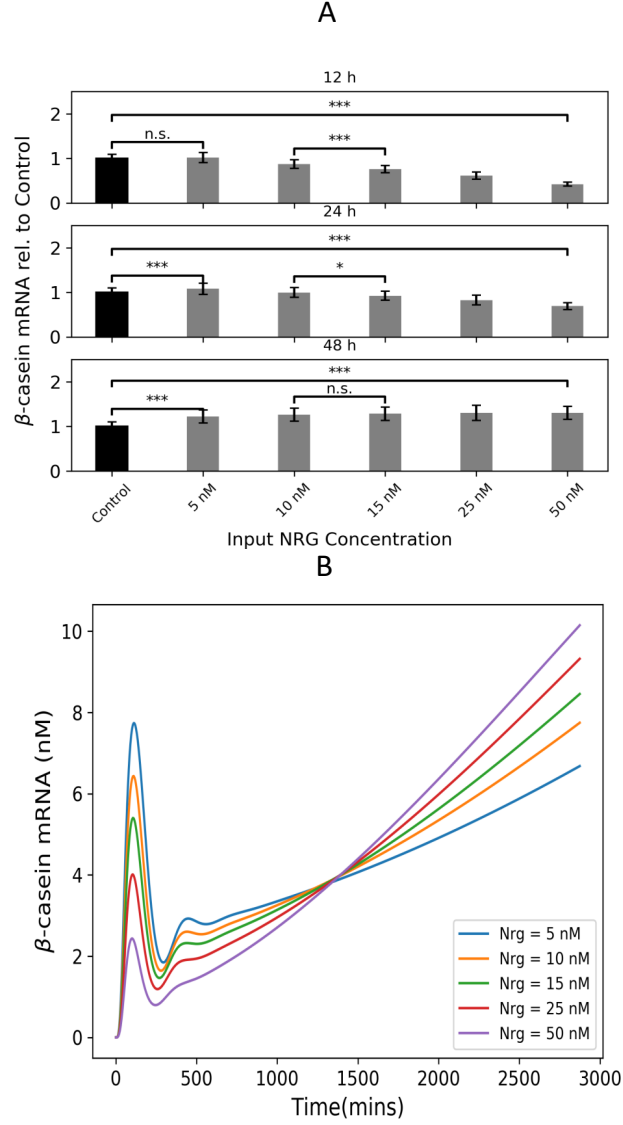 A
12 h
***
n.s.
***
2
1
0
24 h
***
***
*
2
1
0
48 h
***
n.s.
***
2
1
0
β-casein mRNA rel. to Control
Control
5 nM
10 nM
15 nM
25 nM
50 nM
Input NRG Concentration
B
10
8
6
4
2
0
β-casein mRNA (nM)
Nrg = 5 nM
Nrg = 10 nM
Nrg = 15 nM
Nrg = 25 nM
Nrg = 50 nM
0 500 1000 1500 2000 2500 3000
Time(mins)